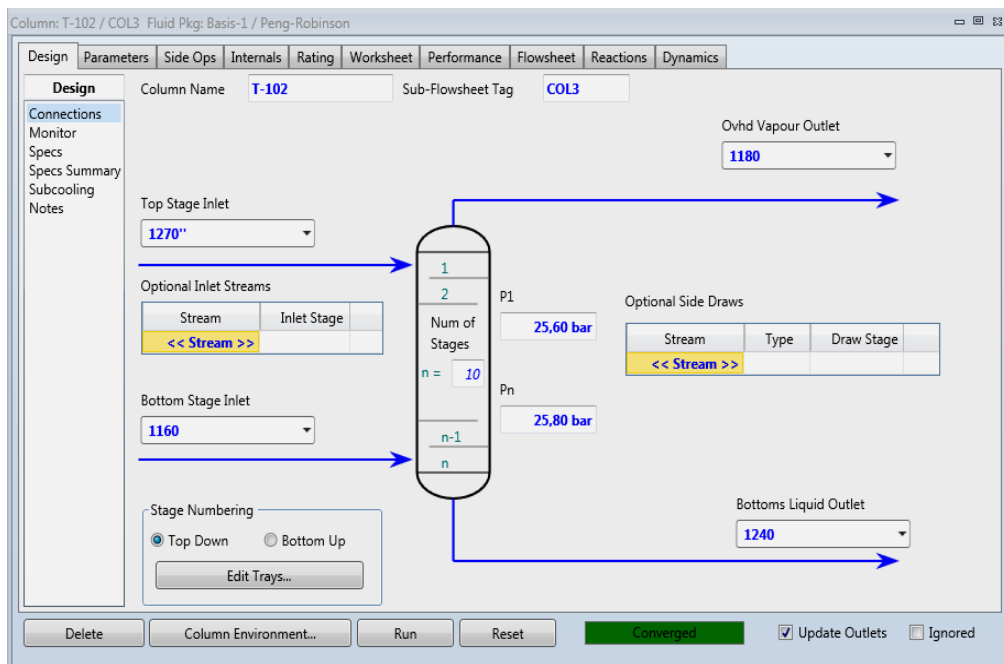 Column: T-102 / COL3 Fluid Pkg: Basis-1 / Peng-Robinson
Design Parameters Side Ops Internals Rating Worksheet Performance Flowsheet Reactions Dynamics
Design
Connections
Monitor
Specs
Specs Summary
Subcooling
Notes
Column Name T-102 Sub-Flowsheet Tag COL3
Ovhd Vapour Outlet
1180
Top Stage Inlet
1270''
Optional Inlet Streams
Stream Inlet Stage
<< Stream >>
Bottom Stage Inlet
1160
1
2
Num of
Stages
n = 10
n-1
n
P1
25,60 bar
Pn
25,80 bar
Optional Side Draws
Stream Type Draw Stage
<< Stream >>
Bottoms Liquid Outlet
1240
Stage Numbering
Top Down Bottom Up
Edit Trays...
Delete Column Environment... Run Reset Converged Update Outlets Ignored